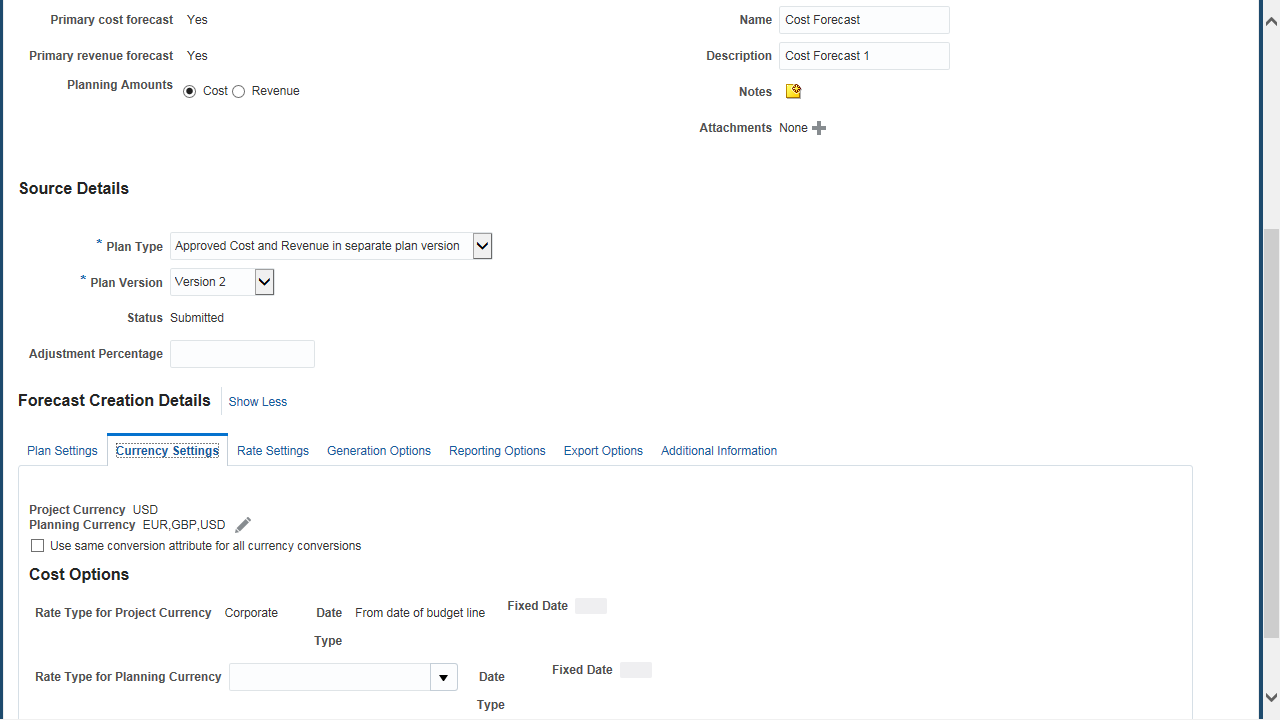 Primary cost forecast Yes
Name Cost Forecast
Primary revenue forecast Yes
Description Cost Forecast 1
Planning Amounts Cost Revenue
Notes
Attachments None
Source Details
* Plan Type Approved Cost and Revenue in separate plan version
* Plan Version Version 2
Status Submitted
Adjustment Percentage
Forecast Creation Details Show Less
Plan Settings Currency Settings Rate Settings Generation Options Reporting Options Export Options Additional Information
Project Currency USD
Planning Currency EUR,GBP,USD
Use same conversion attribute for all currency conversions
Cost Options
Rate Type for Project Currency Corporate Date Type From date of budget line Fixed Date
Rate Type for Planning Currency Date Type Fixed Date